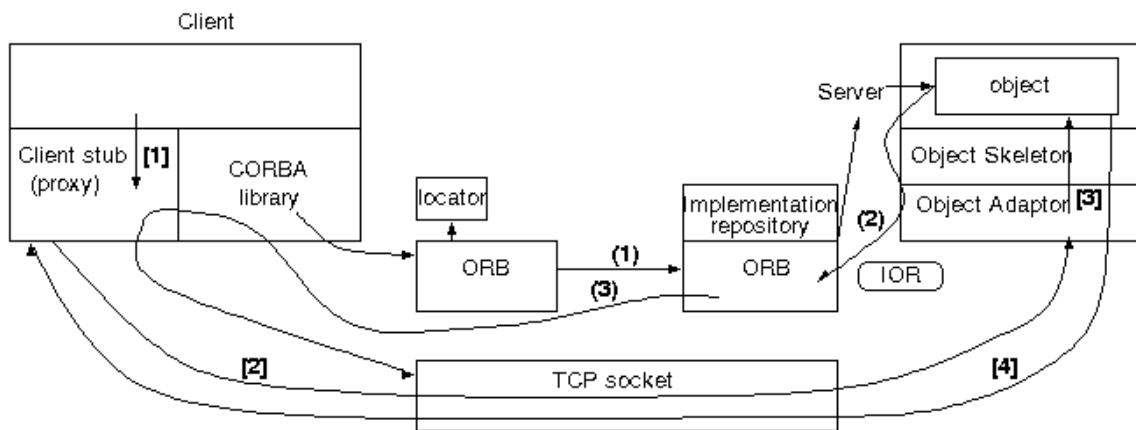 Client
Server
object
Client stub
(proxy)
[1]
CORBA
library
Object Skeleton
locator
Implementation
repository
Object Adaptor
[3]
(2)
ORB
(1)
ORB
IOR
(3)
[2]
TCP socket
[4]